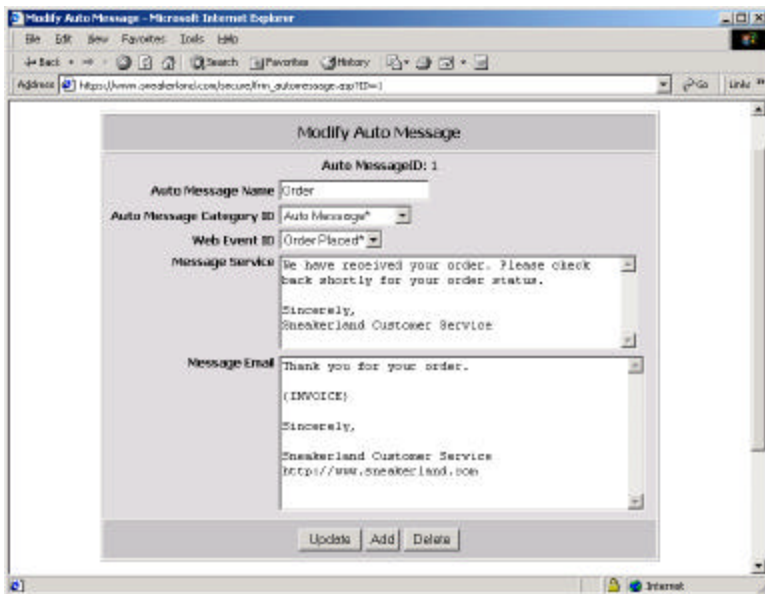 Modify Auto Message - Microsoft Internet Explorer
File Edit View Favorites Tools Help
Back Search Favorites History
Address https://www.sneakerland.com/secure/frm_automessage.asp?ID=1 Go Links »
Modify Auto Message
Auto MessageID: 1
Auto Message Name Order
Auto Message Category ID Auto Message*
Web Event ID Order Placed*
Message Service We have received your order. Please check
back shortly for your order status.
Sincerely,
Sneakerland Customer Service
Message Email Thank you for your order.
{INVOICE}
Sincerely,
Sneakerland Customer Service
http://www.sneakerland.com
Update Add Delete
Internet